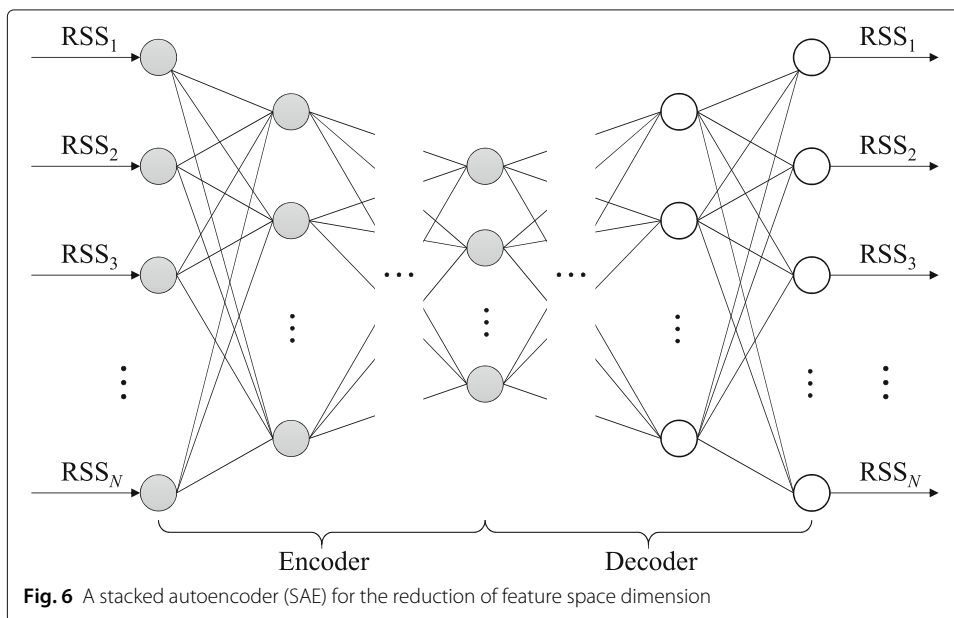 RSS1 RSS1
RSS2 RSS2
RSS3 RSS3
RSSN RSSN
Encoder Decoder
Fig. 6 A stacked autoencoder (SAE) for the reduction of feature space dimension